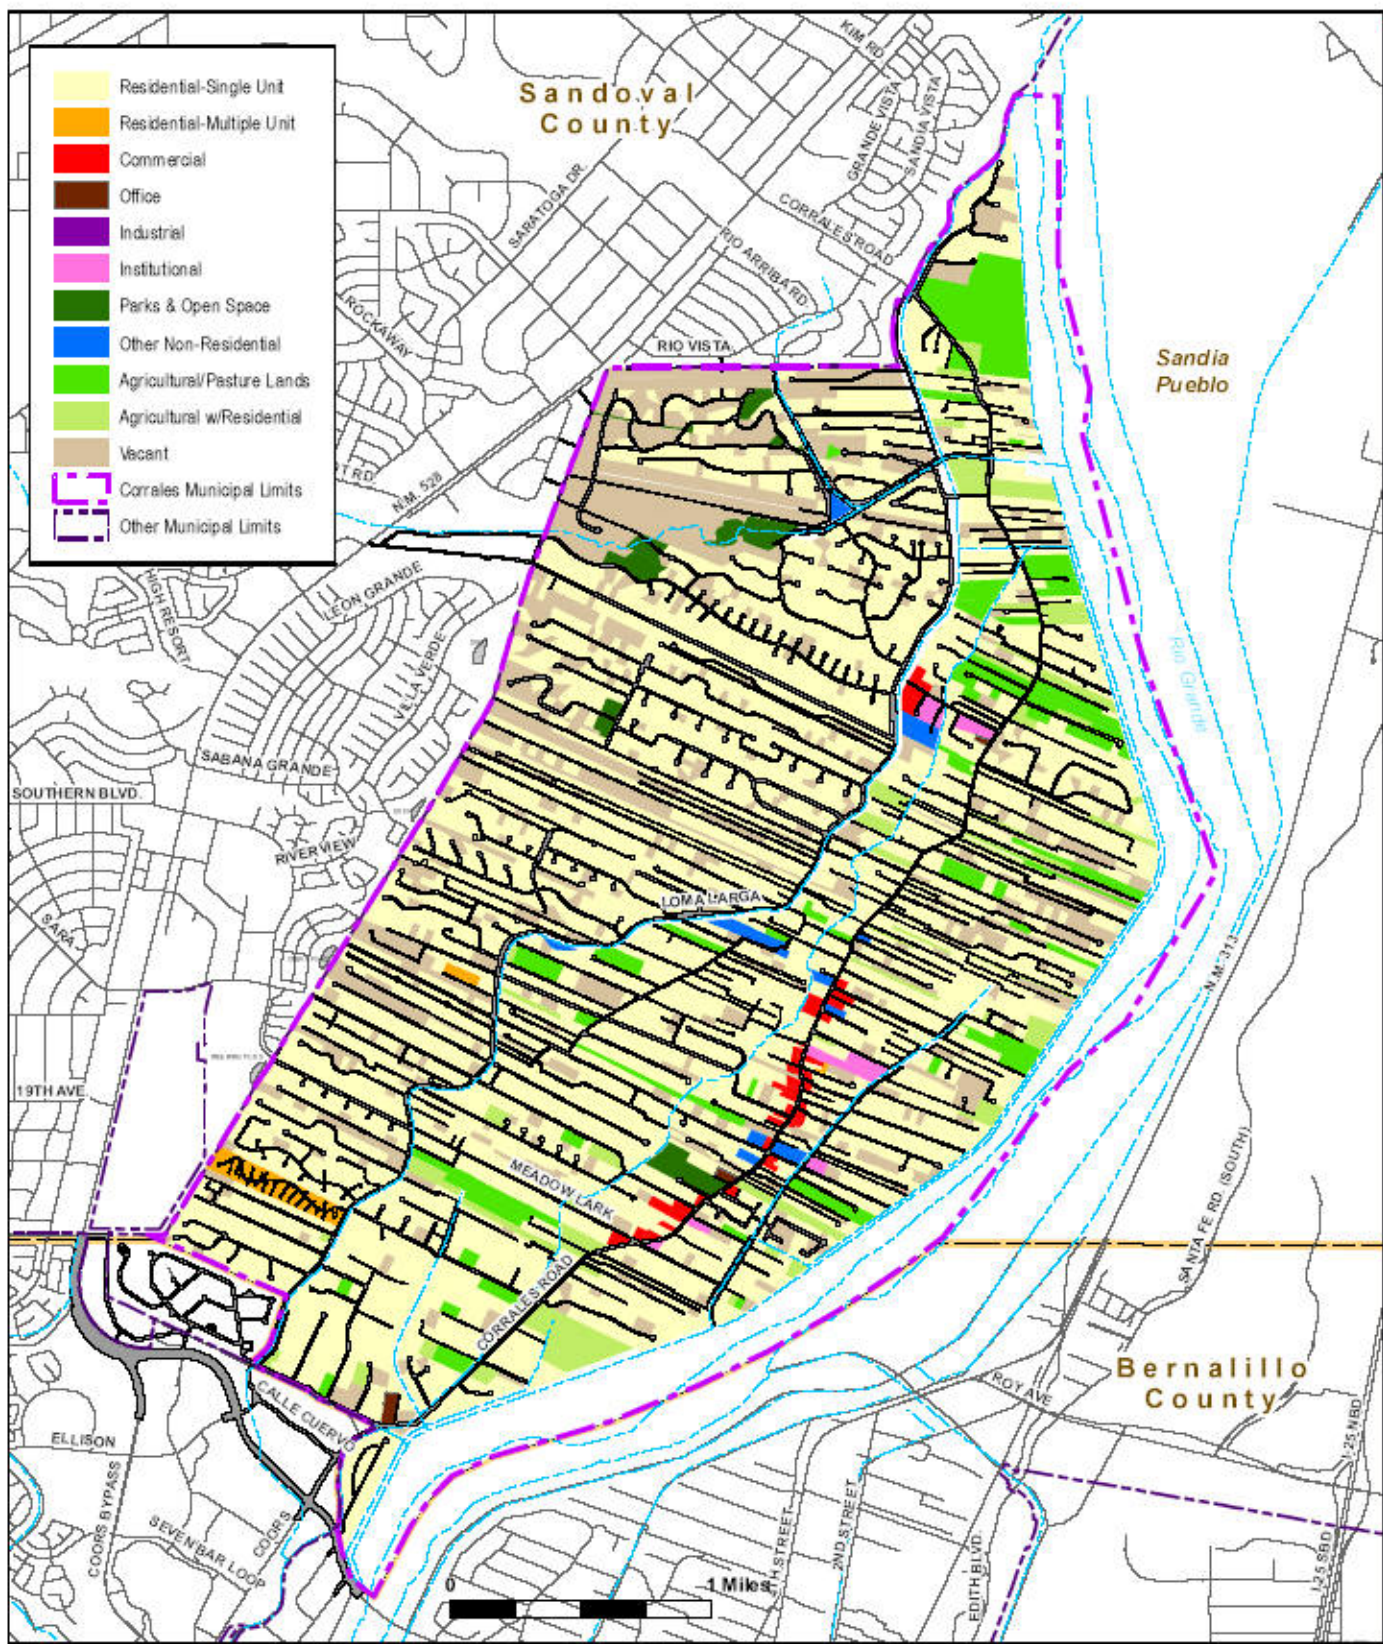 Residential-Single Unit
Residential-Multiple Unit
Commercial
Office
Industrial
Institutional
Parks & Open Space
Other Non-Residential
Agricultural/Pasture Lands
Agricultural w/Residential
Vacant
Corrales Municipal Limits
Other Municipal Limits
Sandoval
County
KIM RD
GRANDE VISTA
SANDIA VISTA
SARATOGA DR.
CORRALES ROAD
RIO ARRIBA RD.
ROCKAWAY
RIO VISTA
Sandia
Pueblo
RD
N.M. 528
HIGH RESORT
LEON GRANDE
VILLA VERDE
Rio Grande
SABANA GRANDE
SOUTHERN BLVD.
RIVERVIEW
LOMA LARGA
SARA
N.M. 313
19TH AVE.
MEADOW LARK
SANTA FE RD. (SOUTH)
CORRALES ROAD
Bernalillo
County
ROY AVE
CALLE CUERVO
ELLISON
COORS BYPASS
SEVEN BAR LOOP
COORS
4TH STREET
2ND STREET
EDITH BLVD.
I-25 NBD
I-25 SBD
0
1 Miles